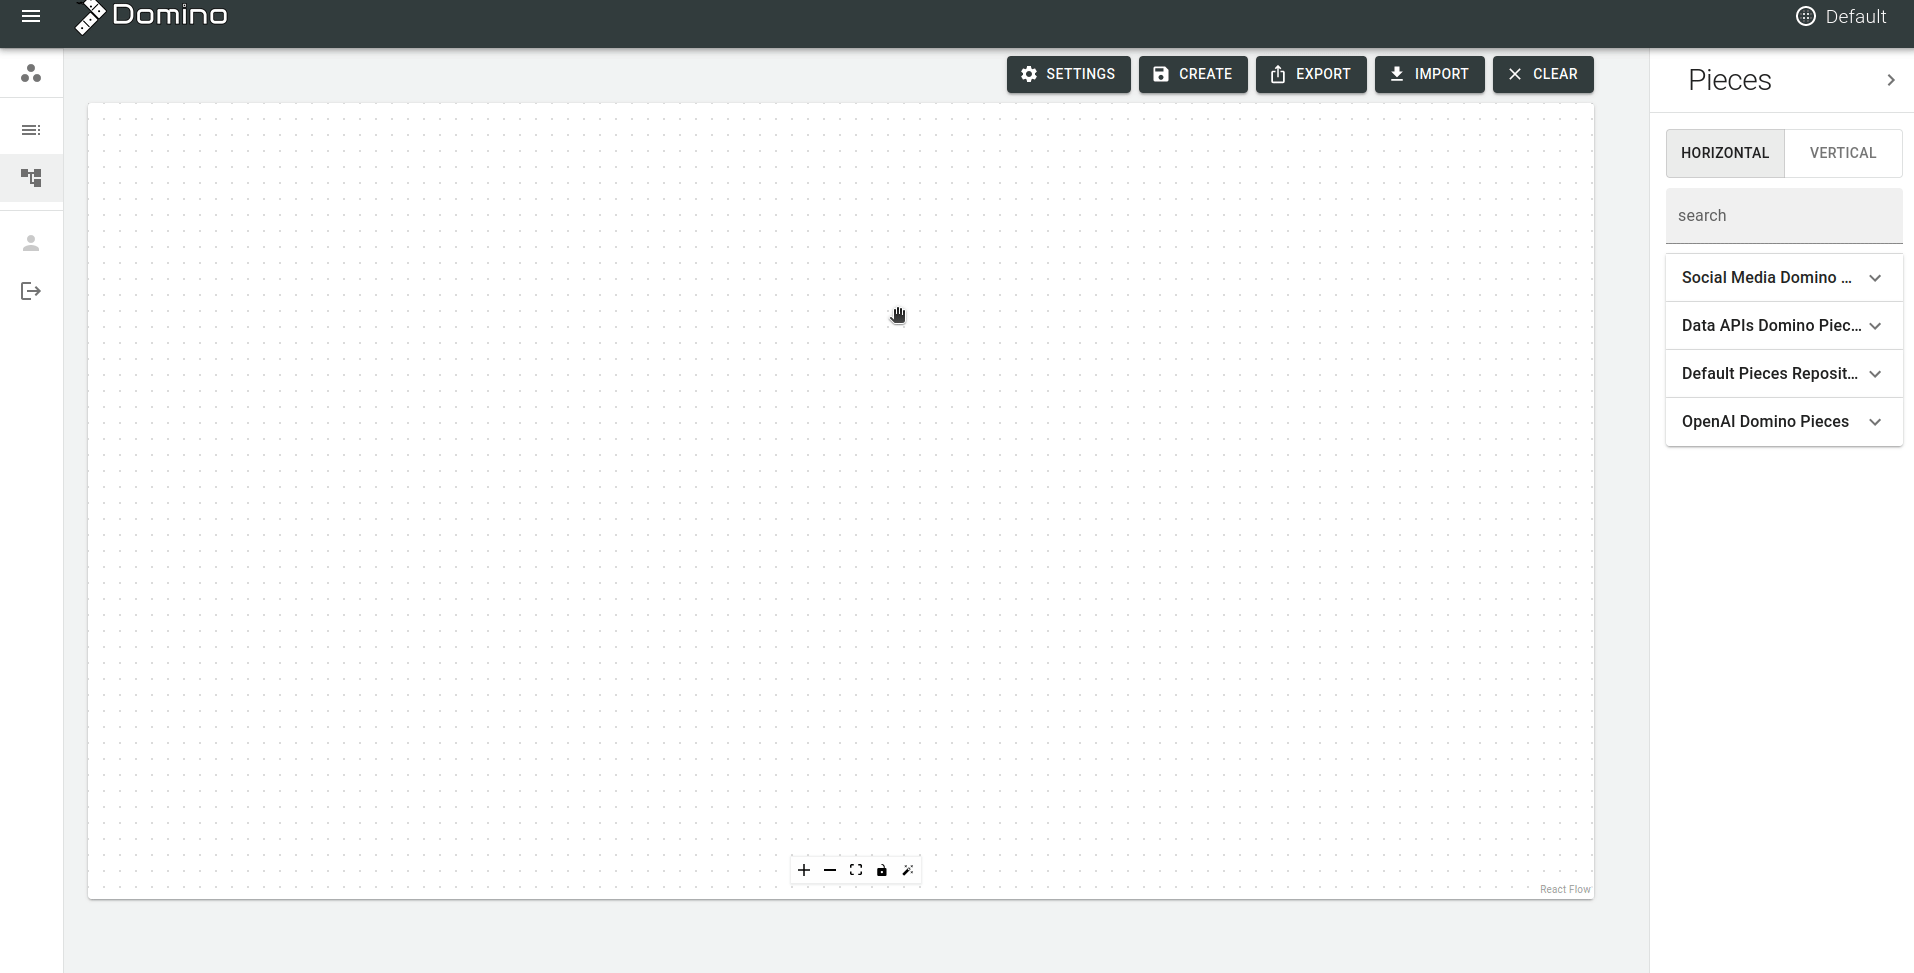 Domino
Default
SETTINGS
CREATE
EXPORT
IMPORT
CLEAR
Pieces
HORIZONTAL
VERTICAL
search
Social Media Domino ...
Data APIs Domino Piec...
Default Pieces Reposit...
OpenAI Domino Pieces
React Flow